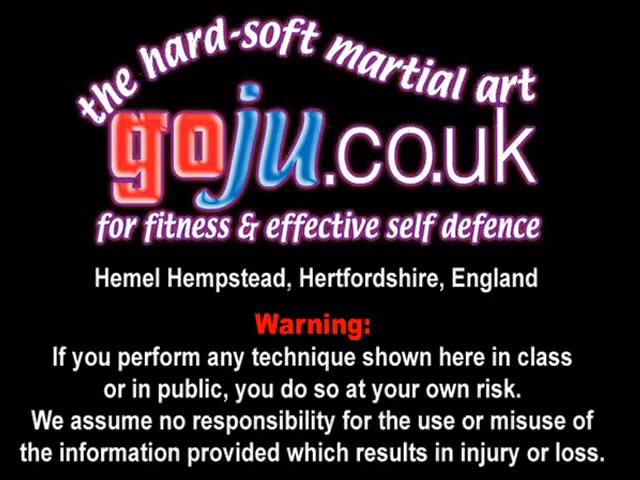 the hard-soft martial art
goju.co.uk
for fitness & effective self defence
Hemel Hempstead, Hertfordshire, England
Warning:
If you perform any technique shown here in class
or in public, you do so at your own risk.
We assume no responsibility for the use or misuse of
the information provided which results in injury or loss.